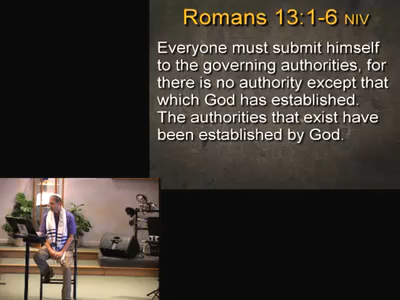 Romans 13:1-6 NIV
Everyone must submit himself
to the governing authorities, for
there is no authority except that
which God has established.
The authorities that exist have
been established by God.